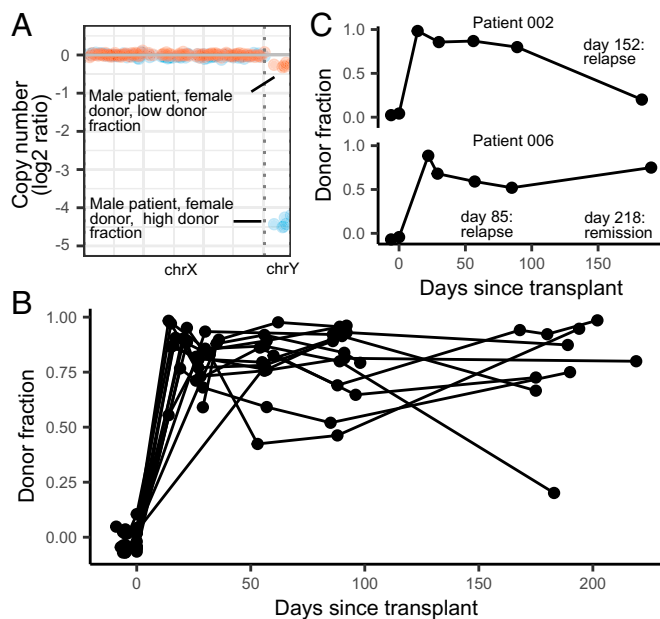 A
Copy number
(log2 ratio)
0
-1
-2
-3
-4
-5
Male patient, female
donor, low donor
fraction
Male patient, female
donor, high donor
fraction
chrX
chrY
C
Donor fraction
Patient 002
1.0
0.5
0.0
day 152:
relapse
Patient 006
1.0
0.5
0.0
day 85:
relapse
day 218:
remission
0
50
100
150
Days since transplant
B
Donor fraction
1.00
0.75
0.50
0.25
0.00
0
50
100
150
200
Days since transplant